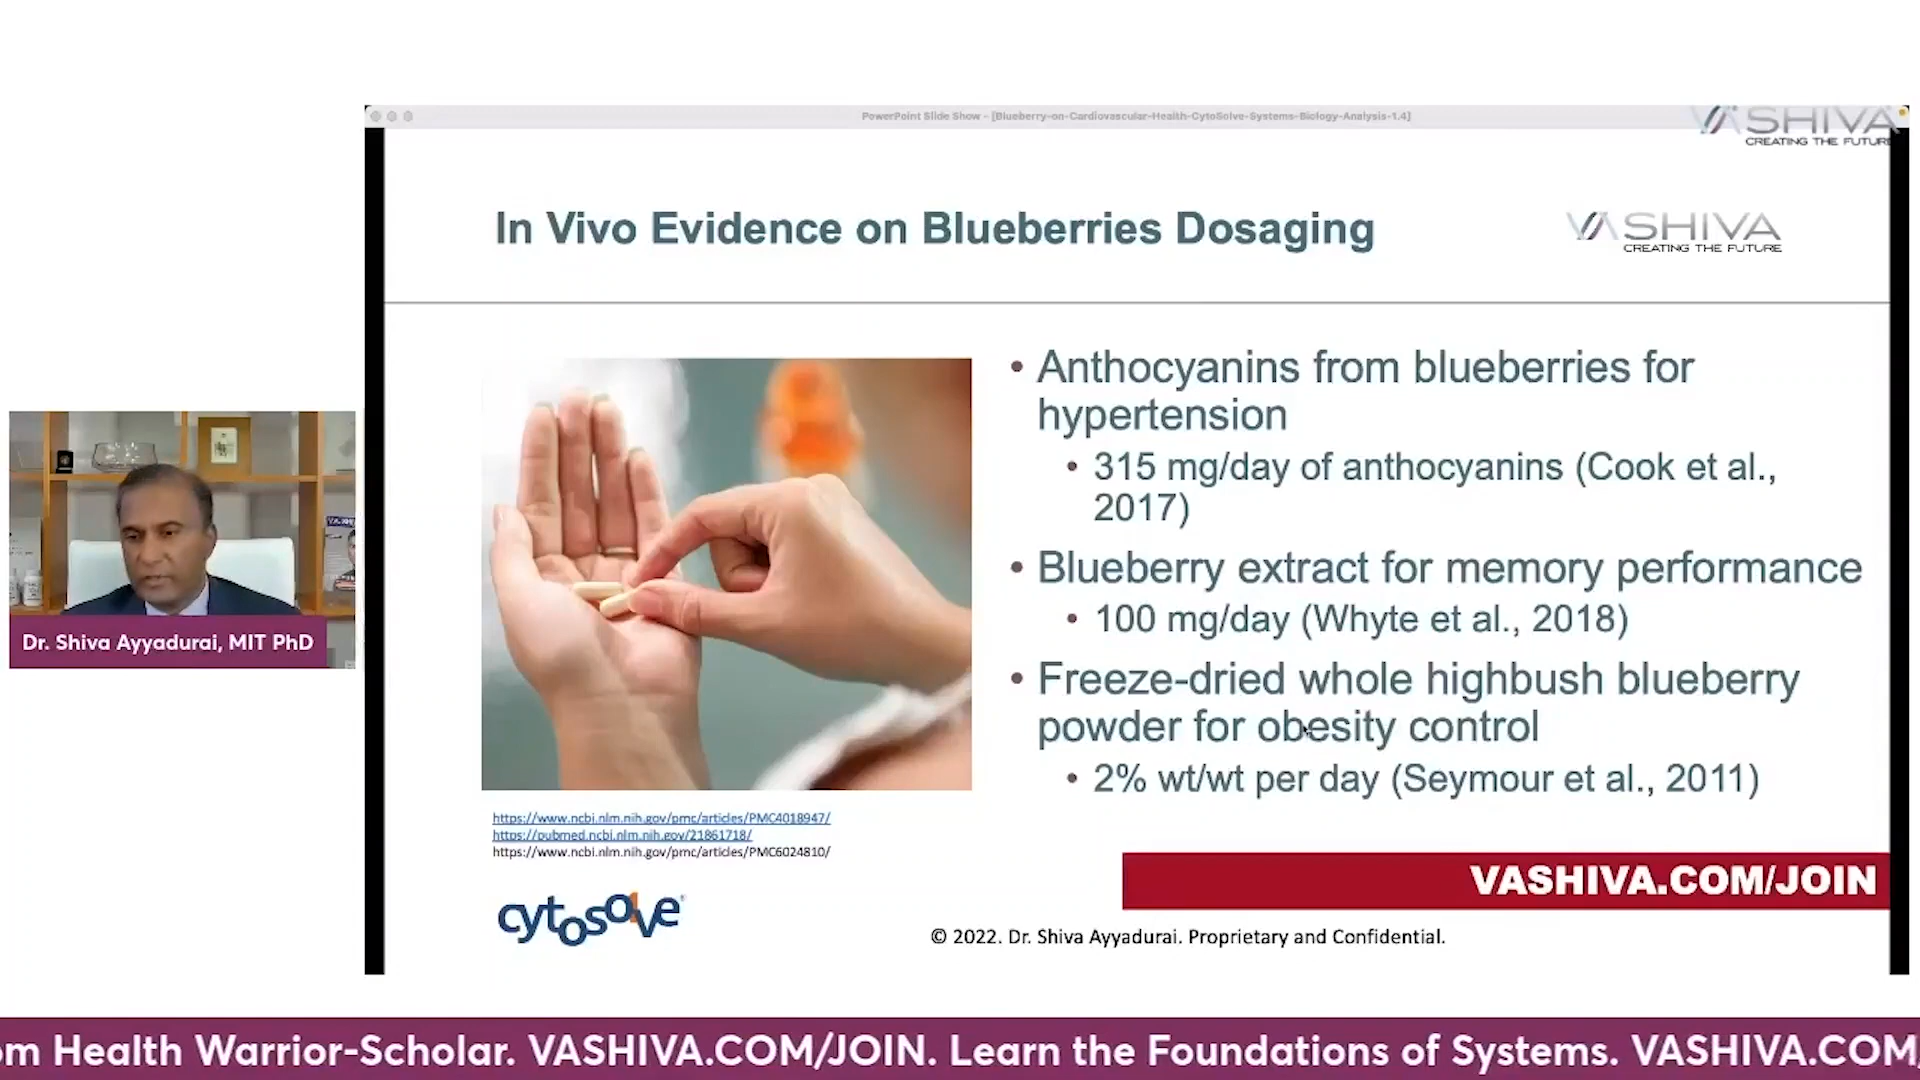 PowerPoint Slide Show - [Blueberry-on-Cardiovascular-Health-CytoSolve-Systems-Biology-Analysis-1.4]
VASHIVA
CREATING THE FUTURE
In Vivo Evidence on Blueberries Dosaging
VASHIVA
CREATING THE FUTURE
• Anthocyanins from blueberries for
hypertension
• 315 mg/day of anthocyanins (Cook et al.,
2017)
• Blueberry extract for memory performance
• 100 mg/day (Whyte et al., 2018)
• Freeze-dried whole highbush blueberry
powder for obesity control
• 2% wt/wt per day (Seymour et al., 2011)
Dr. Shiva Ayyadurai, MIT PhD
https://www.ncbi.nlm.nih.gov/pmc/articles/PMC4018947/
https://pubmed.ncbi.nlm.nih.gov/21861718/
https://www.ncbi.nlm.nih.gov/pmc/articles/PMC6024810/
VASHIVA.COM/JOIN
cytosolve
© 2022. Dr. Shiva Ayyadurai. Proprietary and Confidential.
om Health Warrior-Scholar. VASHIVA.COM/JOIN. Learn the Foundations of Systems. VASHIVA.COM